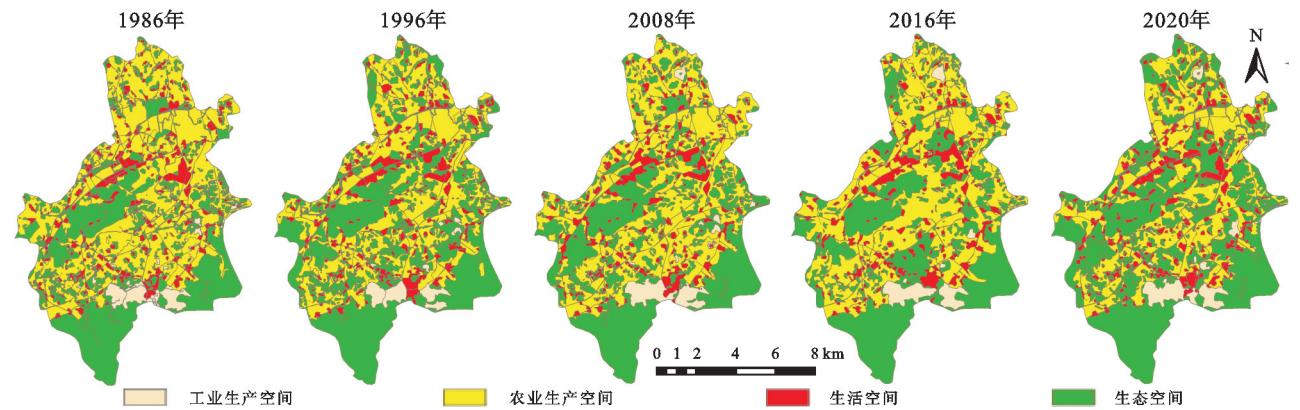 1986年
1996年
2008年
2016年
2020年
N
0 1 2 4 6 8 km
工业生产空间
农业生产空间
生活空间
生态空间